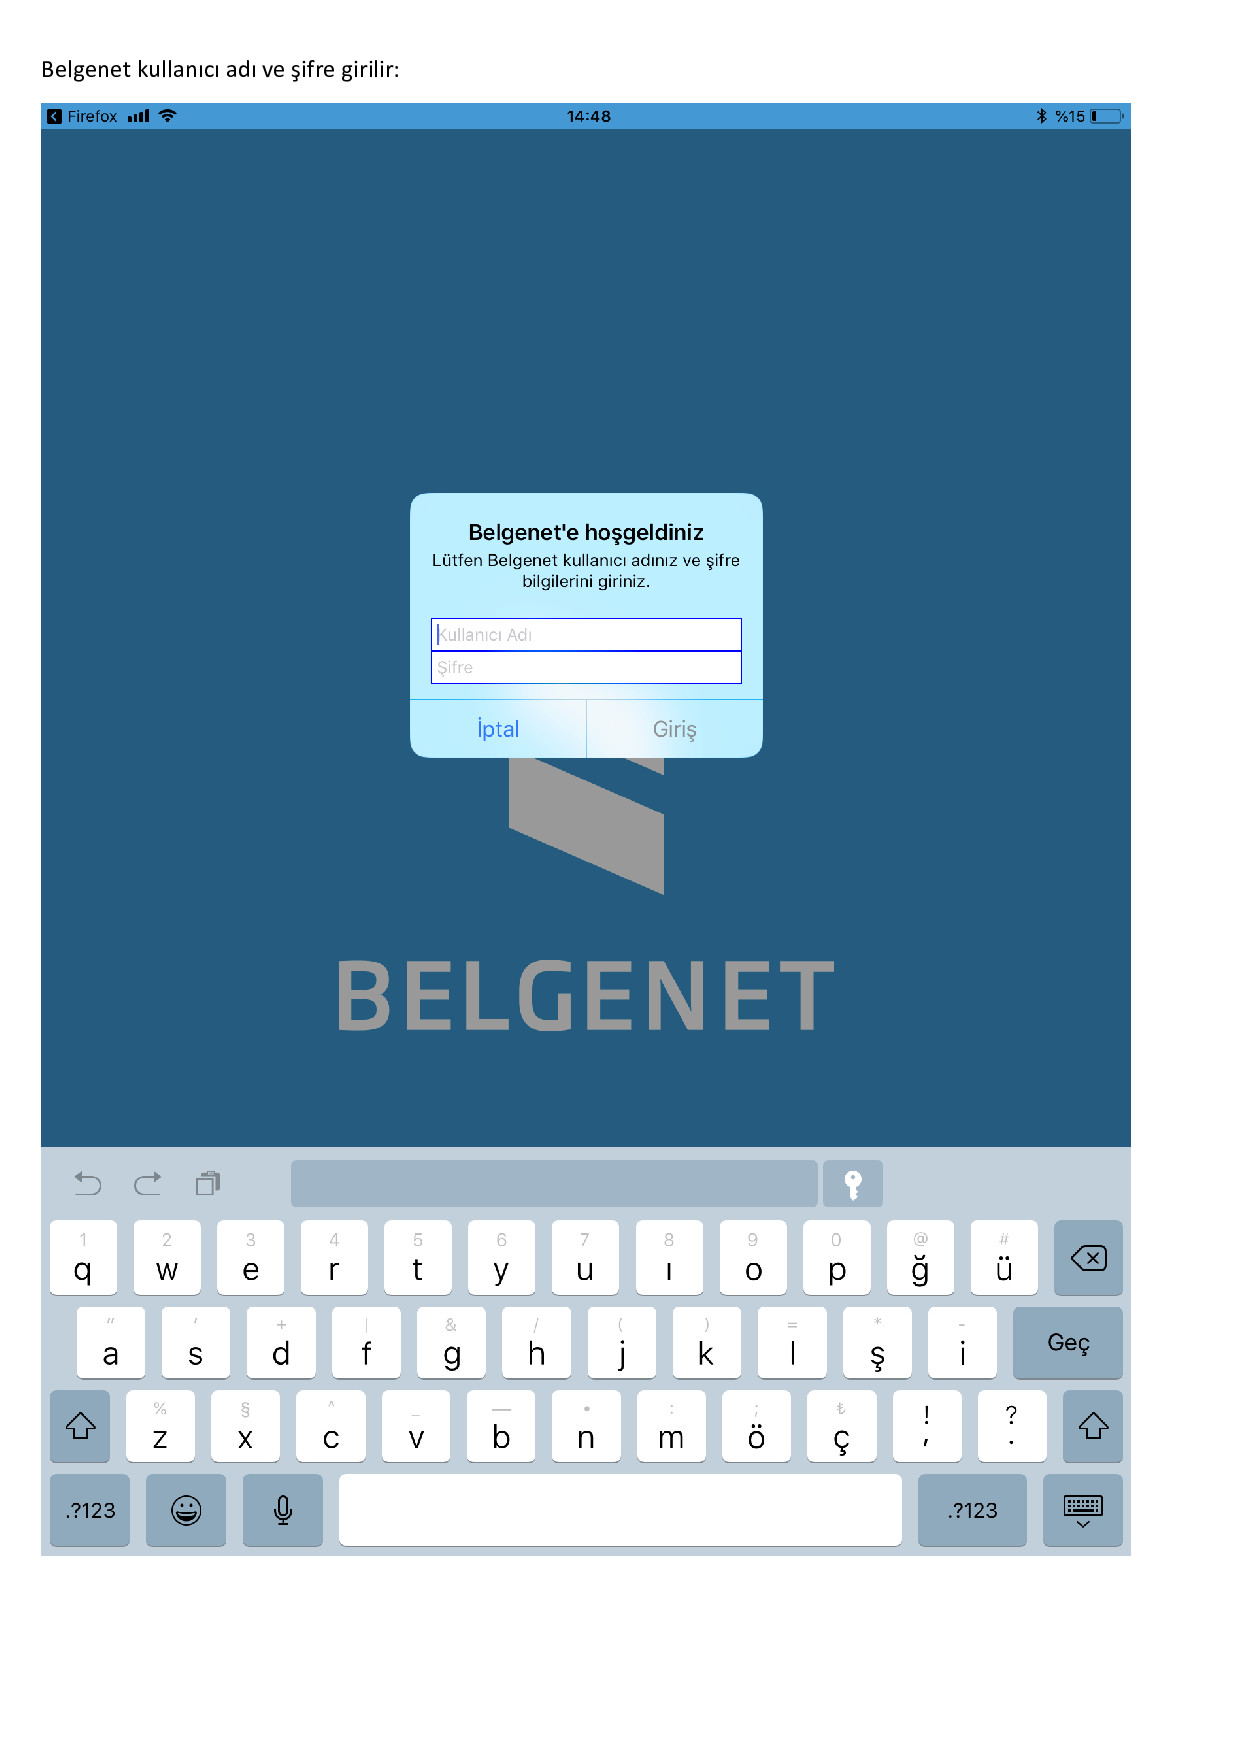 Belgenet kullanıcı adı ve şifre girilir:
Firefox 14:48 %15
Belgenet'e hoşgeldiniz
Lütfen Belgenet kullanıcı adınız ve şifre
bilgilerini giriniz.
Kullanıcı Adı
Şifre
İptal Giriş
BELGENET
1 2 3 4 5 6 7 8 9 0 @ #
q w e r t y u ı o p ğ ü
" ' + | & / ( ) = * -
a s d f g h j k l ş i Geç
% § ^ _ — • : ; ₺ ! ?
z x c v b n m ö ç , .
.?123 .?123